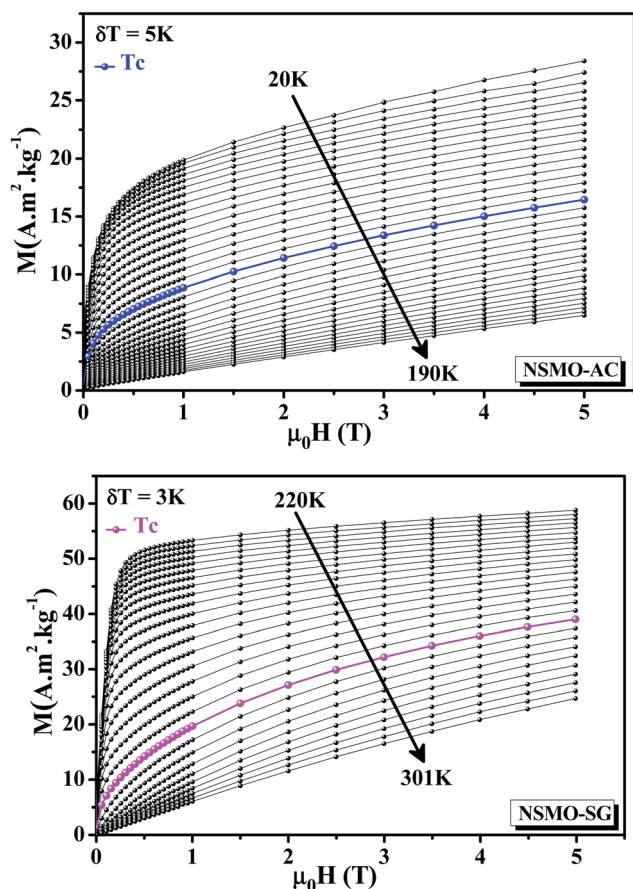 30
δT = 5K
Tc
25
20K
20
M(A.m².kg⁻¹)
15
10
5
190K
NSMO-AC
0
0 1 2 3 4 5
μ₀H (T)
60
δT = 3K
220K
Tc
50
40
M(A.m².kg⁻¹)
30
20
10
301K
NSMO-SG
0
0 1 2 3 4 5
μ₀H (T)